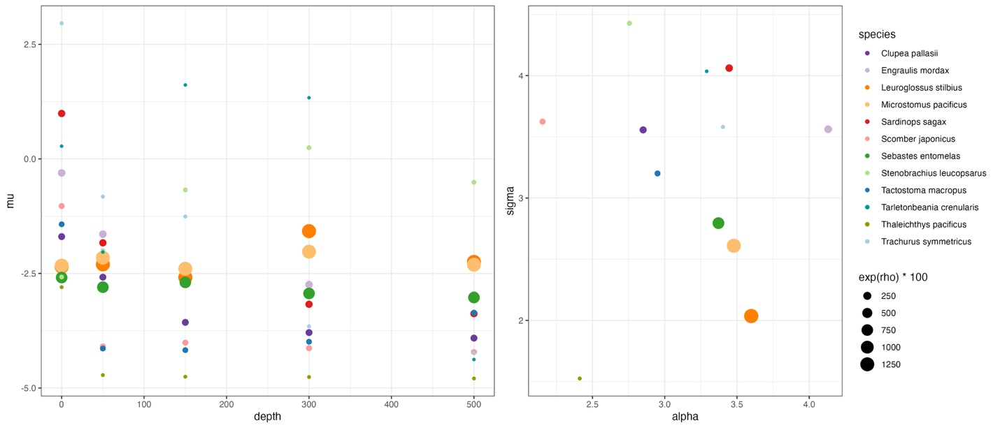 mu
2.5
0.0
-2.5
-5.0
0
100
200
300
400
500
depth
sigma
4
3
2
2.5
3.0
3.5
4.0
alpha
species
Clupea pallasii
Engraulis mordax
Leuroglossus stilbius
Microstomus pacificus
Sardinops sagax
Scomber japonicus
Sebastes entomelas
Stenobrachius leucopsarus
Tactostoma macropus
Tarletonbeania crenularis
Thaleichthys pacificus
Trachurus symmetricus
exp(rho) * 100
250
500
750
1000
1250